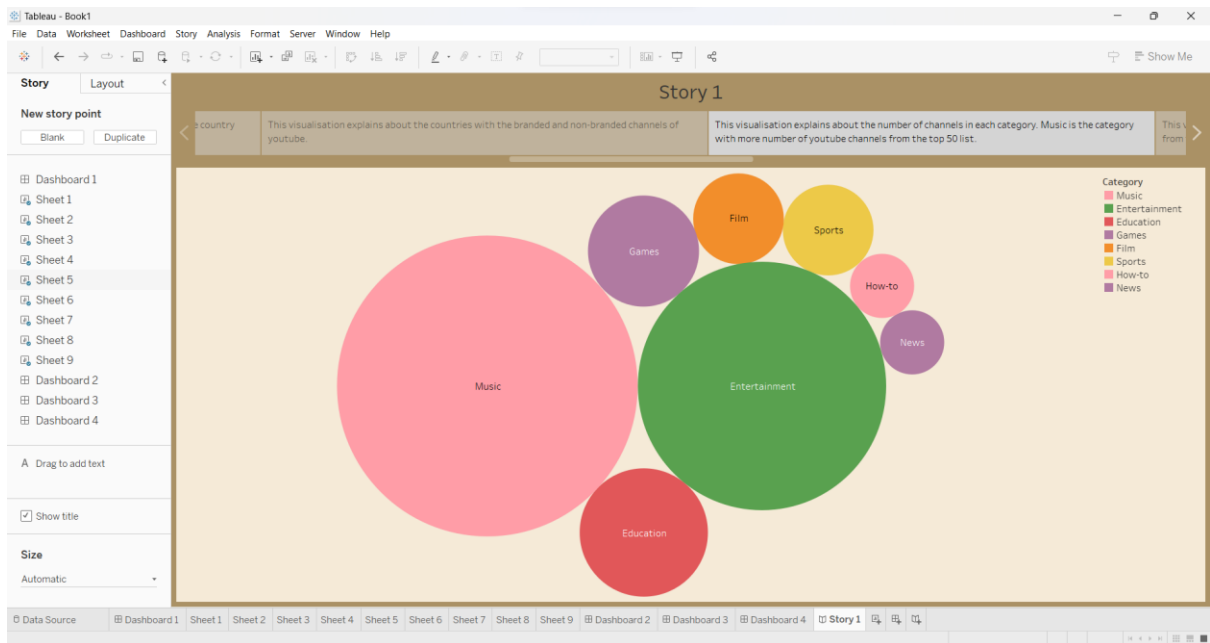 Tableau - Book1
File Data Worksheet Dashboard Story Analysis Format Server Window Help
Show Me
Story Layout
New story point
Blank Duplicate
Dashboard 1
Sheet 1
Sheet 2
Sheet 3
Sheet 4
Sheet 5
Sheet 6
Sheet 7
Sheet 8
Sheet 9
Dashboard 2
Dashboard 3
Dashboard 4
A Drag to add text
Show title
Size
Automatic
Story 1
country
This visualisation explains about the countries with the branded and non-branded channels of
youtube.
This visualisation explains about the number of channels in each category. Music is the category
with more number of youtube channels from the top 50 list.
This
from
Film
Sports
Games
How-to
News
Music
Entertainment
Education
Category
Music
Entertainment
Education
Games
Film
Sports
How-to
News
Data Source Dashboard 1 Sheet 1 Sheet 2 Sheet 3 Sheet 4 Sheet 5 Sheet 6 Sheet 7 Sheet 8 Sheet 9 Dashboard 2 Dashboard 3 Dashboard 4 Story 1